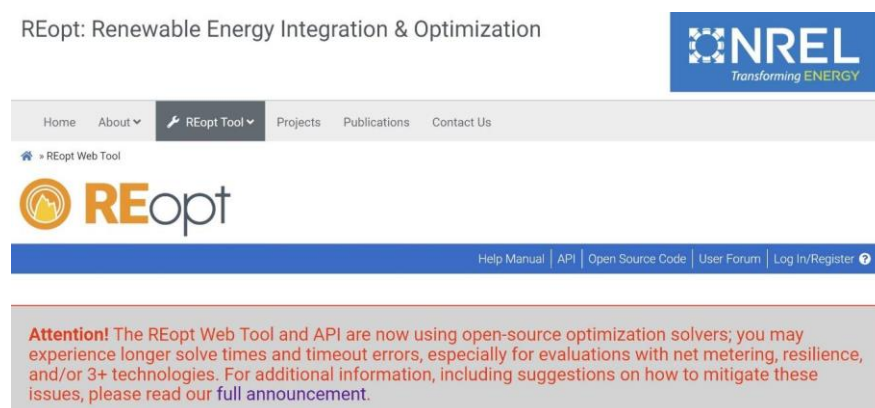 REopt: Renewable Energy Integration & Optimization
NREL
Transforming ENERGY
Home About REopt Tool Projects Publications Contact Us
» REopt Web Tool
REopt
Help Manual | API | Open Source Code | User Forum | Log In/Register ?
Attention! The REopt Web Tool and API are now using open-source optimization solvers; you may
experience longer solve times and timeout errors, especially for evaluations with net metering, resilience,
and/or 3+ technologies. For additional information, including suggestions on how to mitigate these
issues, please read our full announcement.